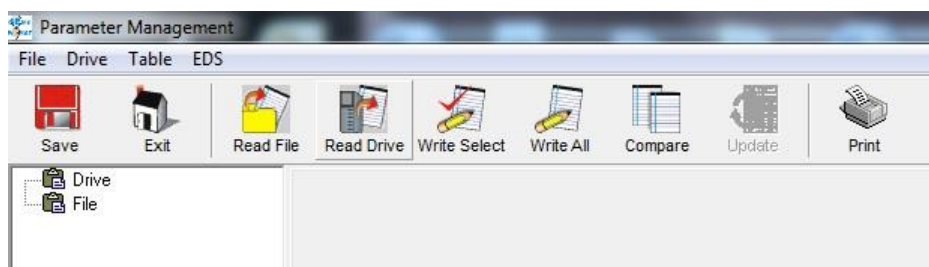 Parameter Management
File Drive Table EDS
Save Exit Read File Read Drive Write Select Write All Compare Update Print
Drive
File